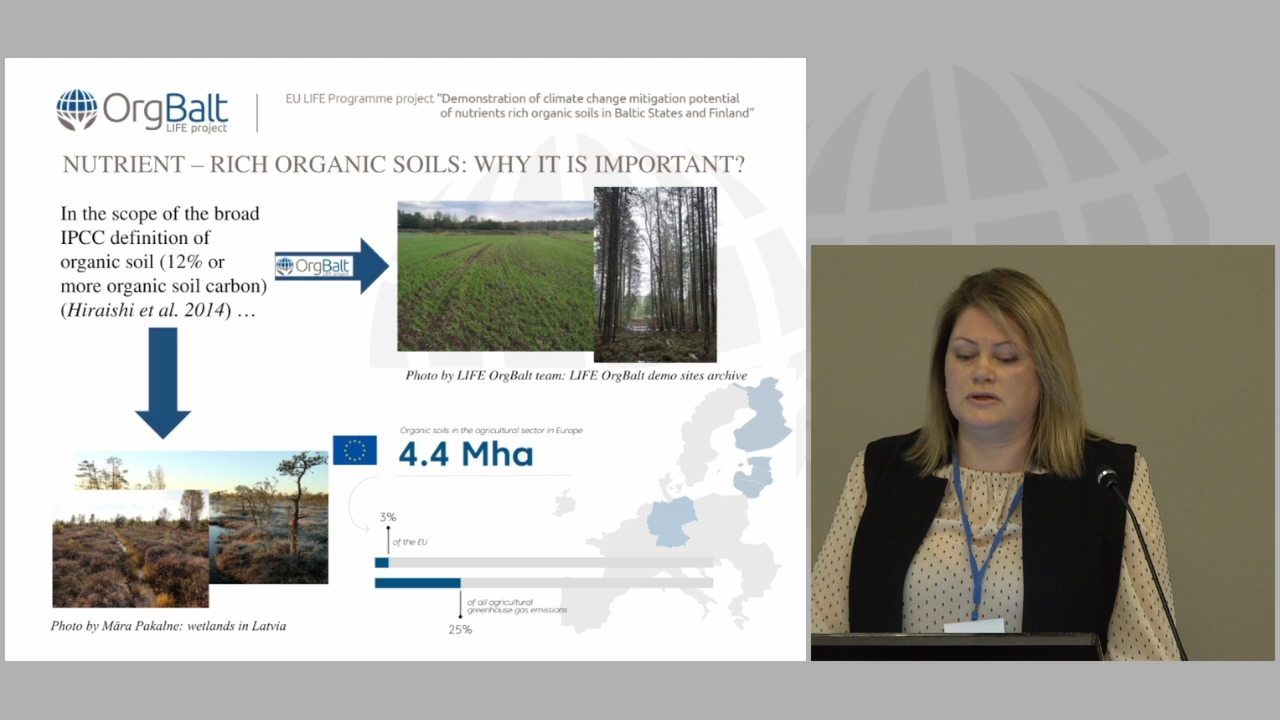 OrgBalt
LIFE project
EU LIFE Programme project "Demonstration of climate change mitigation potential
of nutrients rich organic soils in Baltic States and Finland"
NUTRIENT – RICH ORGANIC SOILS: WHY IT IS IMPORTANT?
In the scope of the broad
IPCC definition of
organic soil (12% or
more organic soil carbon)
(Hiraishi et al. 2014) …
OrgBalt
LIFE project
Photo by LIFE OrgBalt team: LIFE OrgBalt demo sites archive
Organic soils in the agricultural sector in Europe
4.4 Mha
3%
of the EU
of all agricultural
greenhouse gas emissions
25%
Photo by Māra Pakalne: wetlands in Latvia